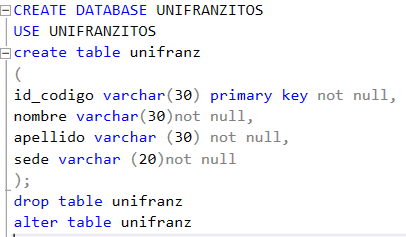 CREATE DATABASE UNIFRANZITOS
USE UNIFRANZITOS
create table unifranz
(
id_codigo varchar(30) primary key not null,
nombre varchar(30)not null,
apellido varchar (30) not null,
sede varchar (20)not null
);
drop table unifranz
alter table unifranz